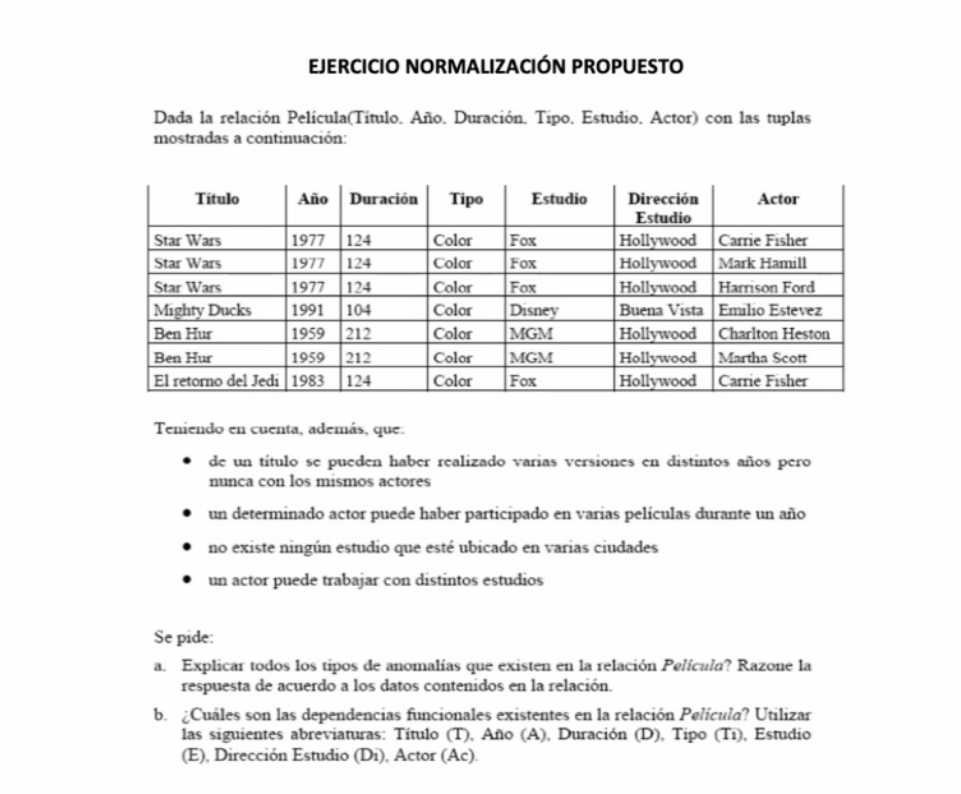 EJERCICIO NORMALIZACIÓN PROPUESTO
Dada la relación Película(Título, Año, Duración, Tipo, Estudio, Actor) con las tuplas
mostradas a continuación:
Título Año Duración Tipo Estudio Dirección Estudio Actor
Star Wars 1977 124 Color Fox Hollywood Carrie Fisher
Star Wars 1977 124 Color Fox Hollywood Mark Hamill
Star Wars 1977 124 Color Fox Hollywood Harrison Ford
Mighty Ducks 1991 104 Color Disney Buena Vista Emilio Estevez
Ben Hur 1959 212 Color MGM Hollywood Charlton Heston
Ben Hur 1959 212 Color MGM Hollywood Martha Scott
El retorno del Jedi 1983 124 Color Fox Hollywood Carrie Fisher
Teniendo en cuenta, además, que:
• de un título se pueden haber realizado varias versiones en distintos años pero
nunca con los mismos actores
• un determinado actor puede haber participado en varias películas durante un año
• no existe ningún estudio que esté ubicado en varias ciudades
• un actor puede trabajar con distintos estudios
Se pide:
a. Explicar todos los tipos de anomalías que existen en la relación Película? Razone la
respuesta de acuerdo a los datos contenidos en la relación.
b. ¿Cuáles son las dependencias funcionales existentes en la relación Película? Utilizar
las siguientes abreviaturas: Título (T), Año (A), Duración (D), Tipo (Ti), Estudio
(E), Dirección Estudio (Di), Actor (Ac).